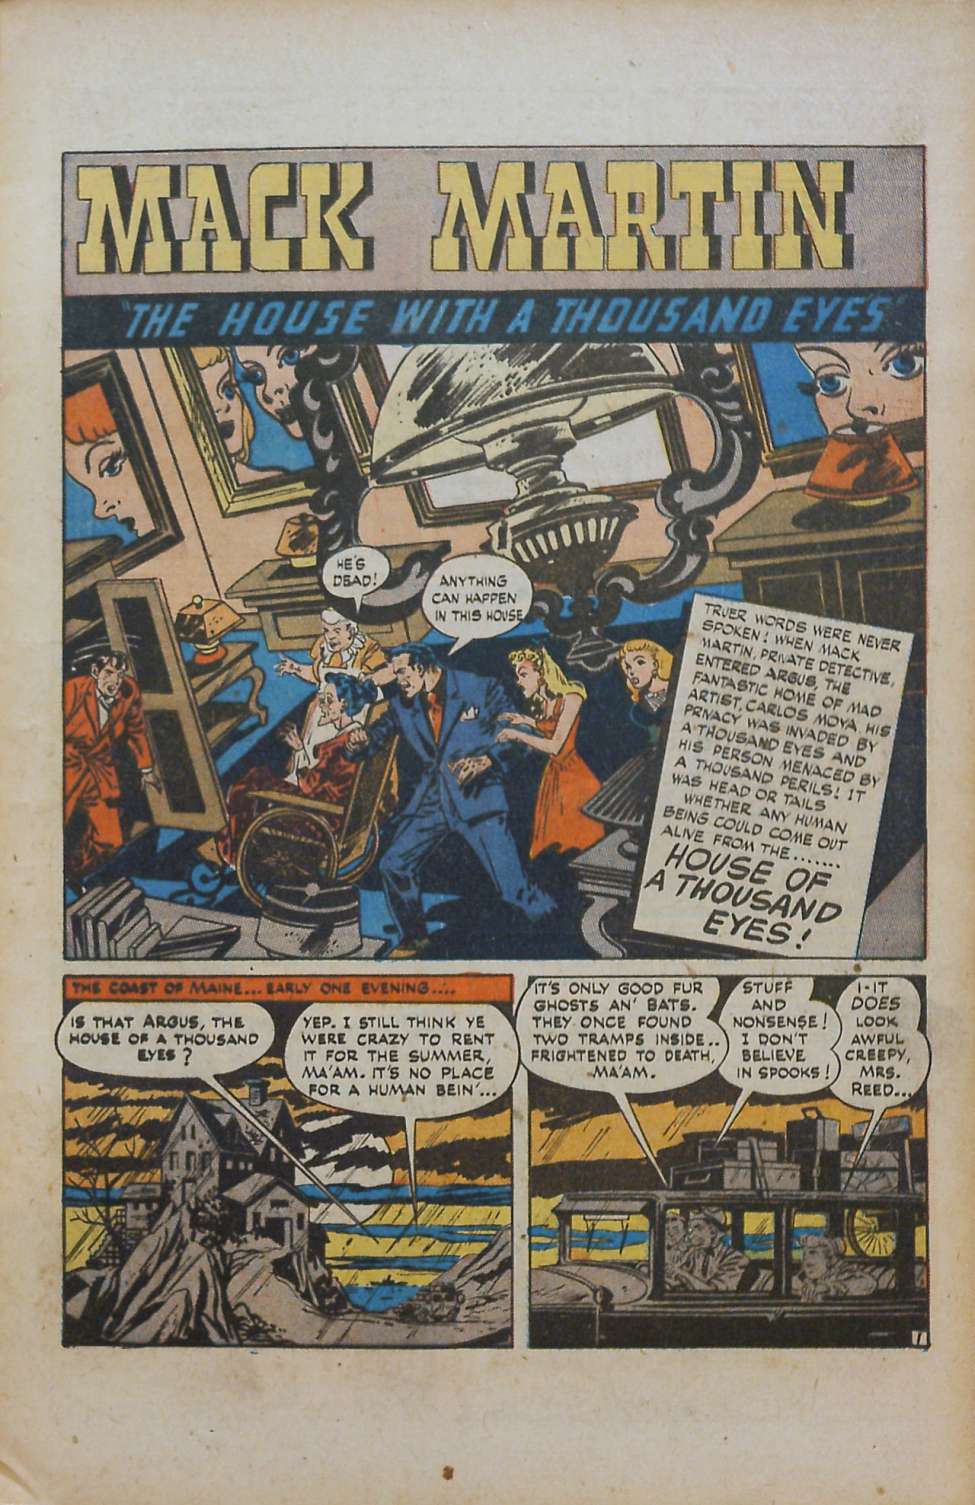 MACK MARTIN
"THE HOUSE WITH A THOUSAND EYES"
HE'S
DEAD!
ANYTHING
CAN HAPPEN
IN THIS HOUSE
TRUER WORDS WERE NEVER
SPOKEN! WHEN MACK
MARTIN, PRIVATE DETECTIVE,
ENTERED ARGUS, THE
FANTASTIC HOME OF MAD
ARTIST, CARLOS MOYA, HIS
PRIVACY WAS INVADED BY
A THOUSAND EYES AND
HIS PERSON MENACED BY
A THOUSAND PERILS! IT
WAS HEAD OR TAILS
WHETHER ANY HUMAN
BEING COULD COME OUT
ALIVE FROM THE.......
HOUSE OF
A THOUSAND
EYES!
THE COAST OF MAINE... EARLY ONE EVENING....
IS THAT ARGUS, THE
HOUSE OF A THOUSAND
EYES?
YEP. I STILL THINK YE
WERE CRAZY TO RENT
IT FOR THE SUMMER,
MA'AM. IT'S NO PLACE
FOR A HUMAN BEIN'...
IT'S ONLY GOOD FUR
GHOSTS AN' BATS.
THEY ONCE FOUND
TWO TRAMPS INSIDE..
FRIGHTENED TO DEATH,
MA'AM.
STUFF
AND
NONSENSE!
I DON'T
BELIEVE
IN SPOOKS!
I-IT
DOES
LOOK
AWFUL
CREEPY,
MRS.
REED...
1